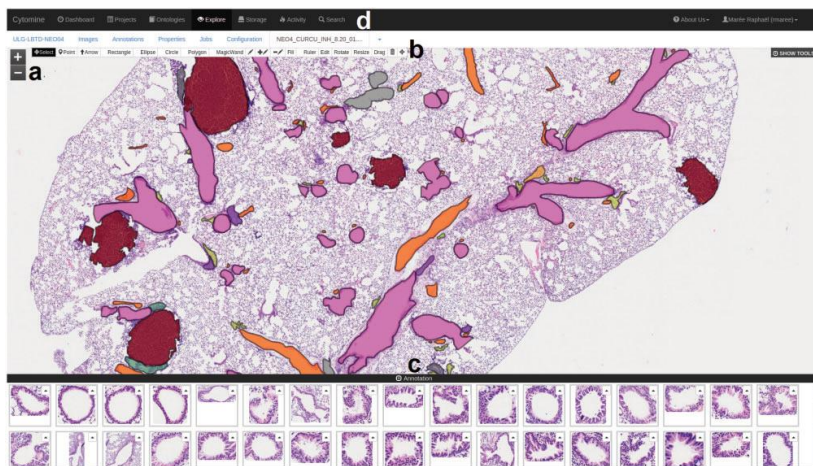 Cytomine Dashboard Projects Ontologies Explore Storage Activity Search d About Us Marée Raphaël (rmaree)
ULG-LBTD-NEO04 Images Annotations Properties Jobs Configuration NEO4_CURCU_INH_8.20_01...
Select Point Arrow Rectangle Ellipse Circle Polygon MagicWand Fill Ruler Edit Rotate Resize Drag b
+ a
SHOW TOOLS
−
c
Annotation